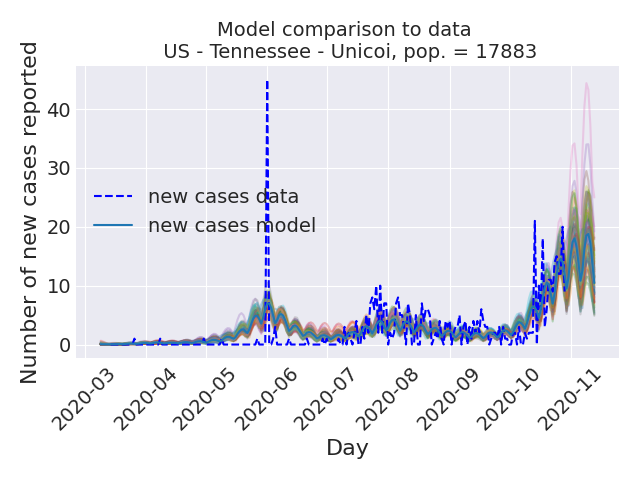 Model comparison to data
US - Tennessee - Unicoi, pop. = 17883
Number of new cases reported
40
30
20
10
0
new cases data
new cases model
2020-03
2020-04
2020-05
2020-06
2020-07
2020-08
2020-09
2020-10
2020-11
Day